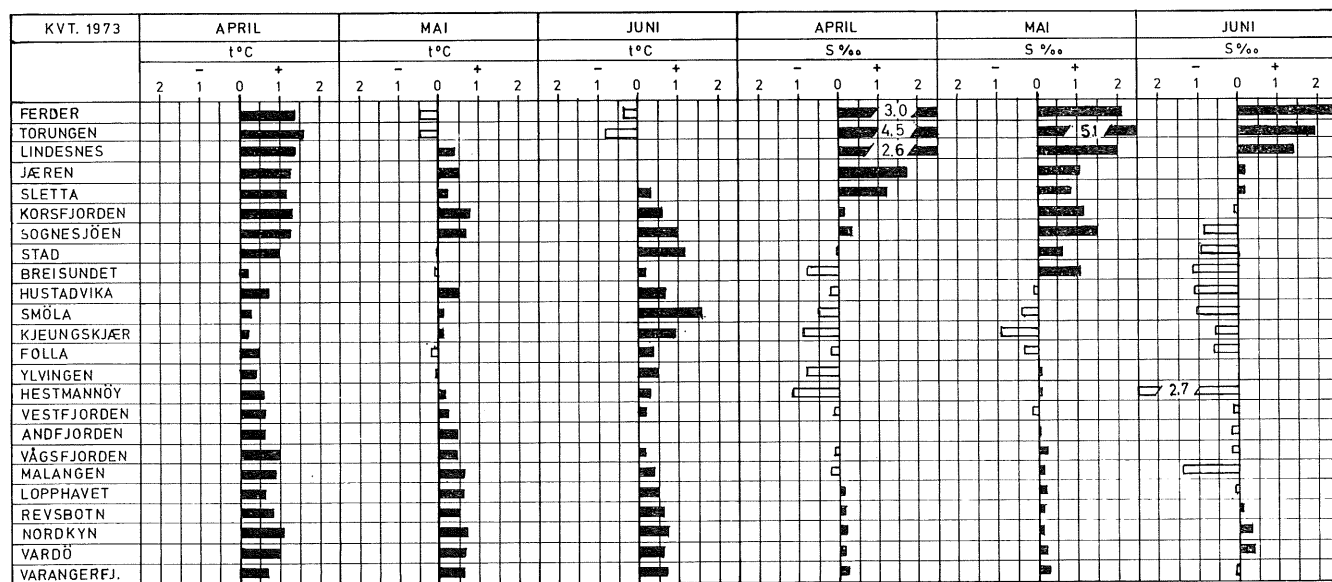 KVT. 1973 APRIL MAI JUNI APRIL MAI JUNI
t°C t°C t°C S‰ S‰ S‰
- + - + - + - + - + - +
2 1 0 1 2 2 1 0 1 2 2 1 0 1 2 2 1 0 1 2 2 1 0 1 2 2 1 0 1 2
FERDER 3.0
TORUNGEN 4.5 5.1
LINDESNES 2.6
JÆREN
SLETTA
KORSFJORDEN
SOGNESJÖEN
STAD
BREISUNDET
HUSTADVIKA
SMÖLA
KJEUNGSKJÆR
FOLLA
YLVINGEN
HESTMANNÖY 2.7
VESTFJORDEN
ANDFJORDEN
VÅGSFJORDEN
MALANGEN
LOPPHAVET
REVSBOTN
NORDKYN
VARDÖ
VARANGERFJ.